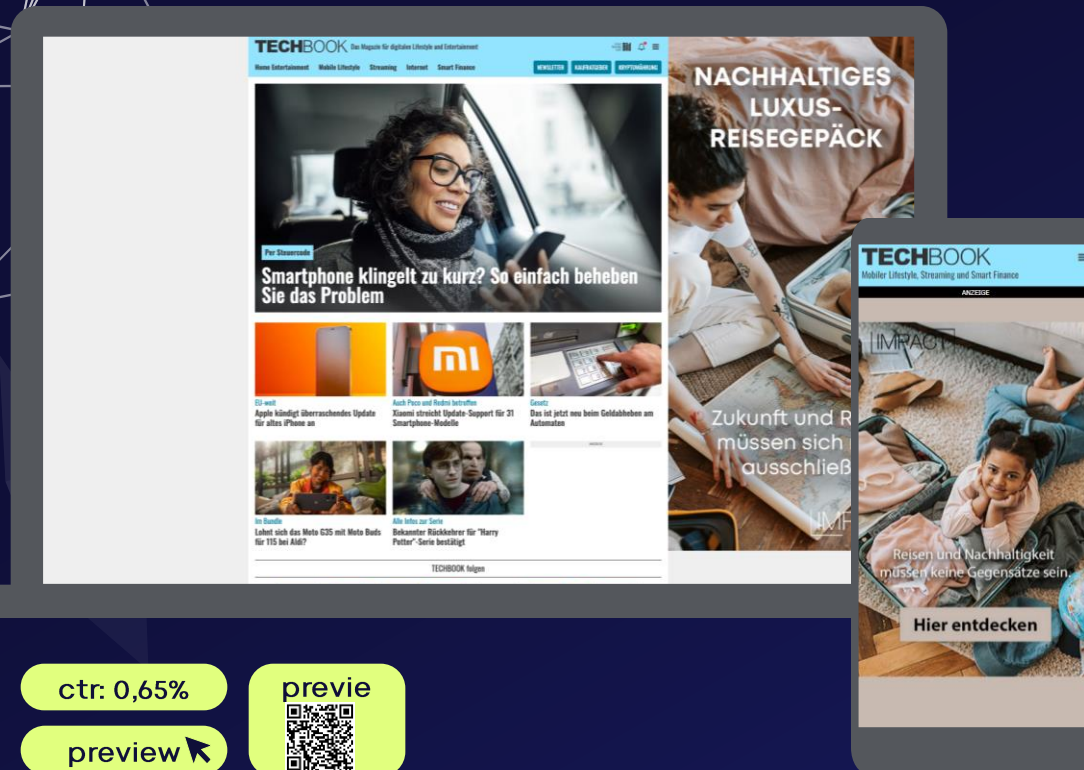 TECHBOOK Das Magazin für digitalen Lifestyle und Entertainment
Home Entertainment Mobile Lifestyle Streaming Internet Smart Finance
NEWSLETTER KAUFRATGEBER KRYPTOWÄHRUNG
Per Steuercode
Smartphone klingelt zu kurz? So einfach beheben
Sie das Problem
EU-weit
Apple kündigt überraschendes Update
für altes iPhone an
Auch Poco und Redmi betroffen
Xiaomi streicht Update-Support für 31
Smartphone-Modelle
Gesetz
Das ist jetzt neu beim Geldabheben am
Automaten
Im Bundle
Lohnt sich das Moto G35 mit Moto Buds
für 115 bei Aldi?
Alle Infos zur Serie
Bekannter Rückkehrer für "Harry
Potter"-Serie bestätigt
TECHBOOK folgen
NACHHALTIGES
LUXUS-
REISEGEPÄCK
Zukunft und R
müssen sich
ausschließ
IMP
TECHBOOK
Mobiler Lifestyle, Streaming und Smart Finance
ANZEIGE
IMPACT
Reisen und Nachhaltigkeit
müssen keine Gegensätze sein.
Hier entdecken
ctr: 0,65%
preview
previe